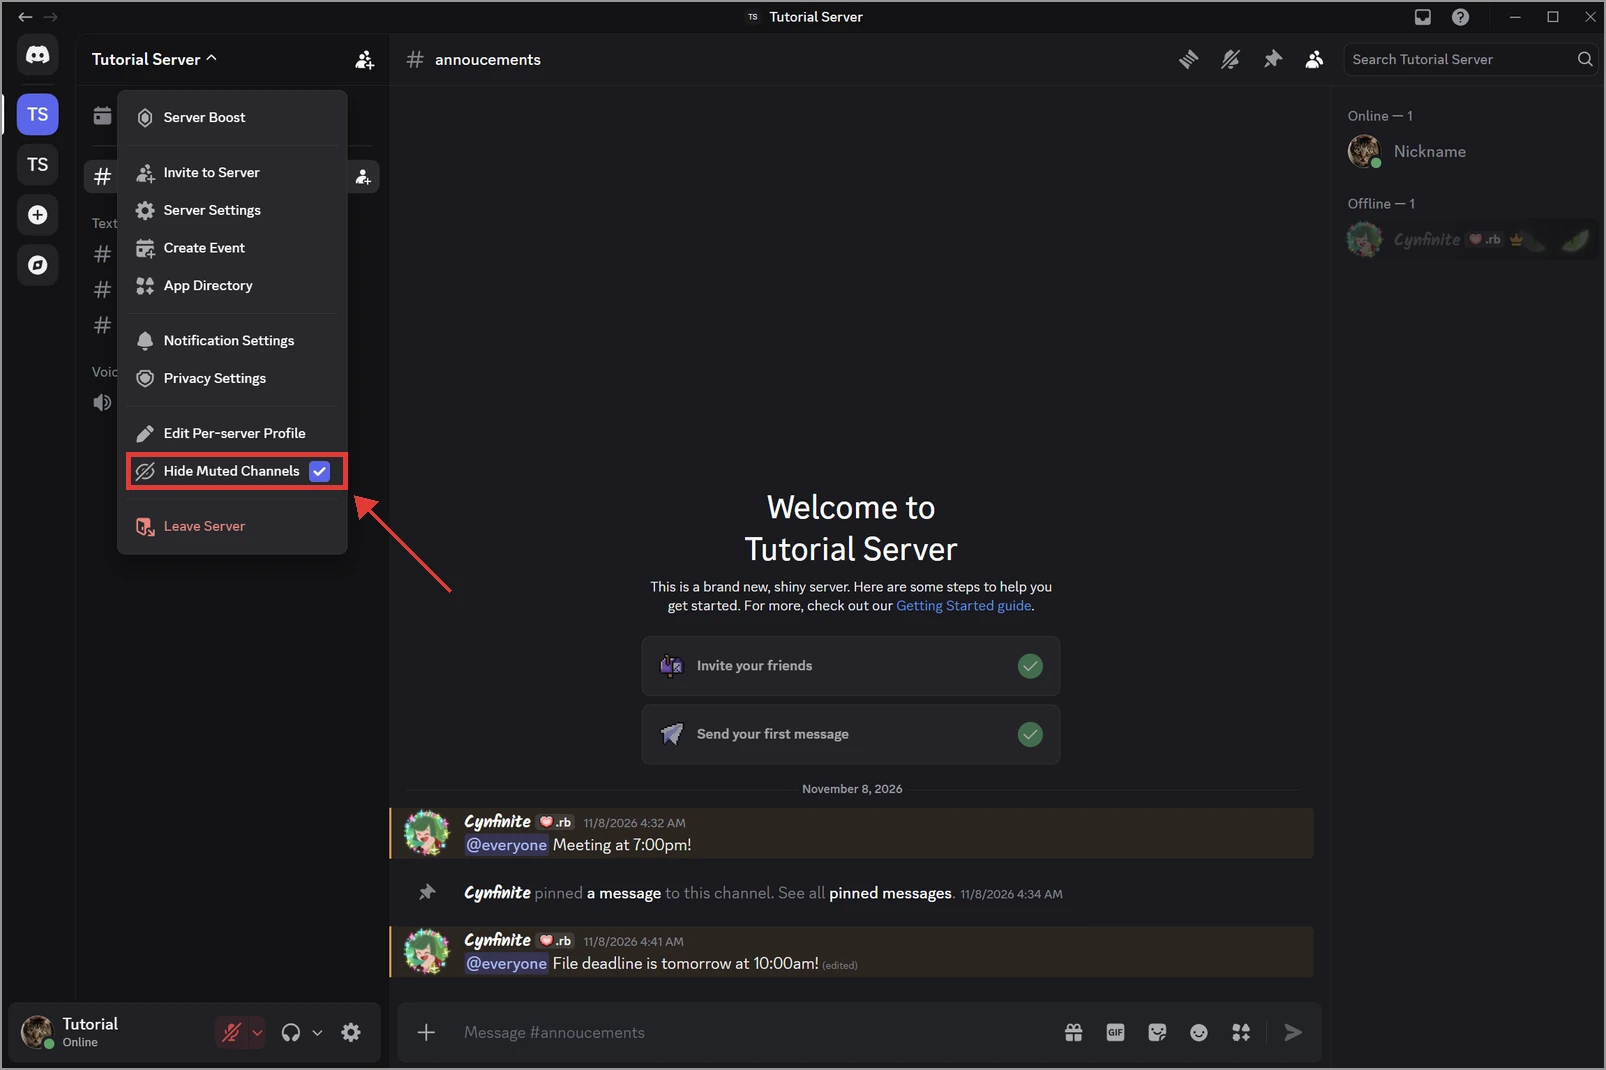 TS Tutorial Server
Tutorial Server
annoucements
Search Tutorial Server
TS
TS
Server Boost
Invite to Server
Server Settings
Create Event
App Directory
Notification Settings
Privacy Settings
Edit Per-server Profile
Hide Muted Channels
Leave Server
Text
Voic
Welcome to
Tutorial Server
This is a brand new, shiny server. Here are some steps to help you
get started. For more, check out our Getting Started guide.
Invite your friends
Send your first message
November 8, 2026
Cynfinite .rb 11/8/2026 4:32 AM
@everyone Meeting at 7:00pm!
Cynfinite pinned a message to this channel. See all pinned messages. 11/8/2026 4:34 AM
Cynfinite .rb 11/8/2026 4:41 AM
@everyone File deadline is tomorrow at 10:00am! (edited)
Message #annoucements
GIF
Online — 1
Nickname
Offline — 1
Cynfinite .rb
Tutorial
Online